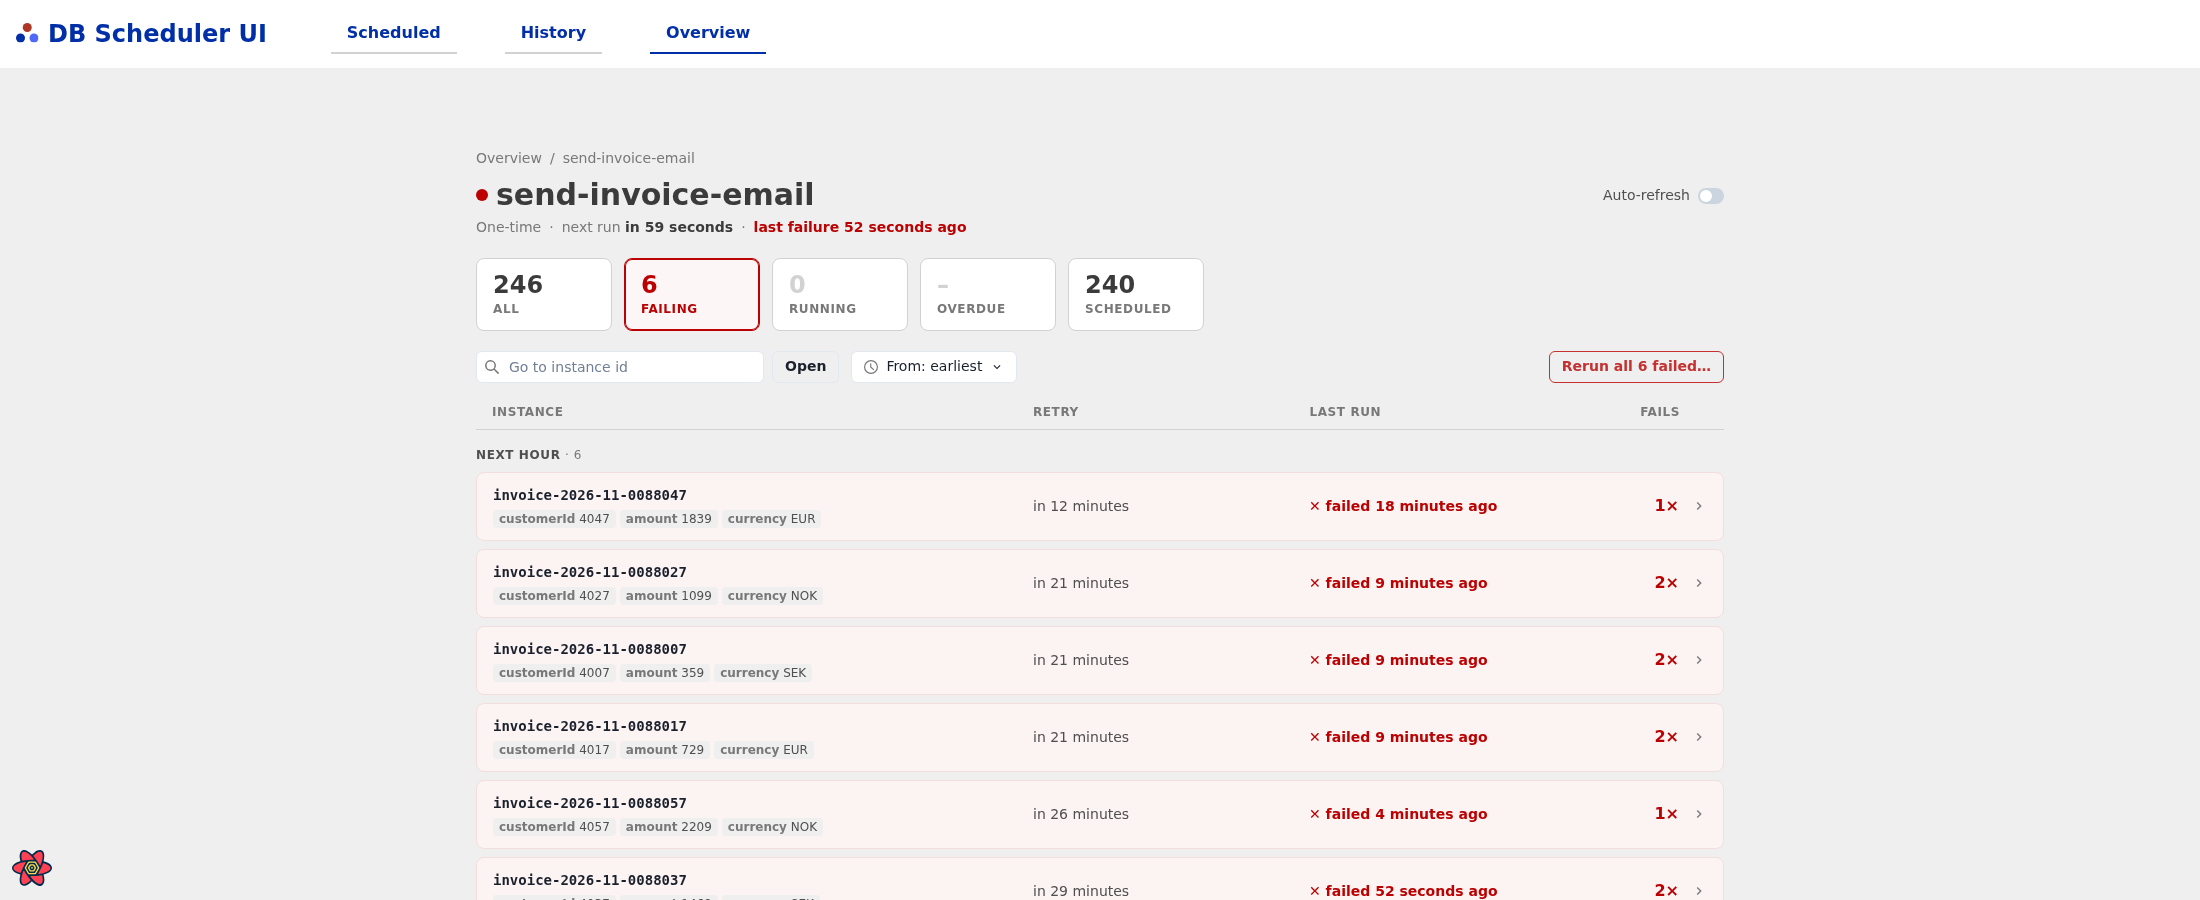 DB Scheduler UI
Scheduled
History
Overview
Overview / send-invoice-email
send-invoice-email
Auto-refresh
One-time · next run in 59 seconds · last failure 52 seconds ago
246
ALL
6
FAILING
0
RUNNING
–
OVERDUE
240
SCHEDULED
Go to instance id
Open
From: earliest
Rerun all 6 failed…
INSTANCE RETRY LAST RUN FAILS
NEXT HOUR · 6
invoice-2026-11-0088047
customerId 4047 amount 1839 currency EUR
in 12 minutes
✕ failed 18 minutes ago
1×
invoice-2026-11-0088027
customerId 4027 amount 1099 currency NOK
in 21 minutes
✕ failed 9 minutes ago
2×
invoice-2026-11-0088007
customerId 4007 amount 359 currency SEK
in 21 minutes
✕ failed 9 minutes ago
2×
invoice-2026-11-0088017
customerId 4017 amount 729 currency EUR
in 21 minutes
✕ failed 9 minutes ago
2×
invoice-2026-11-0088057
customerId 4057 amount 2209 currency NOK
in 26 minutes
✕ failed 4 minutes ago
1×
invoice-2026-11-0088037
in 29 minutes
✕ failed 52 seconds ago
2×